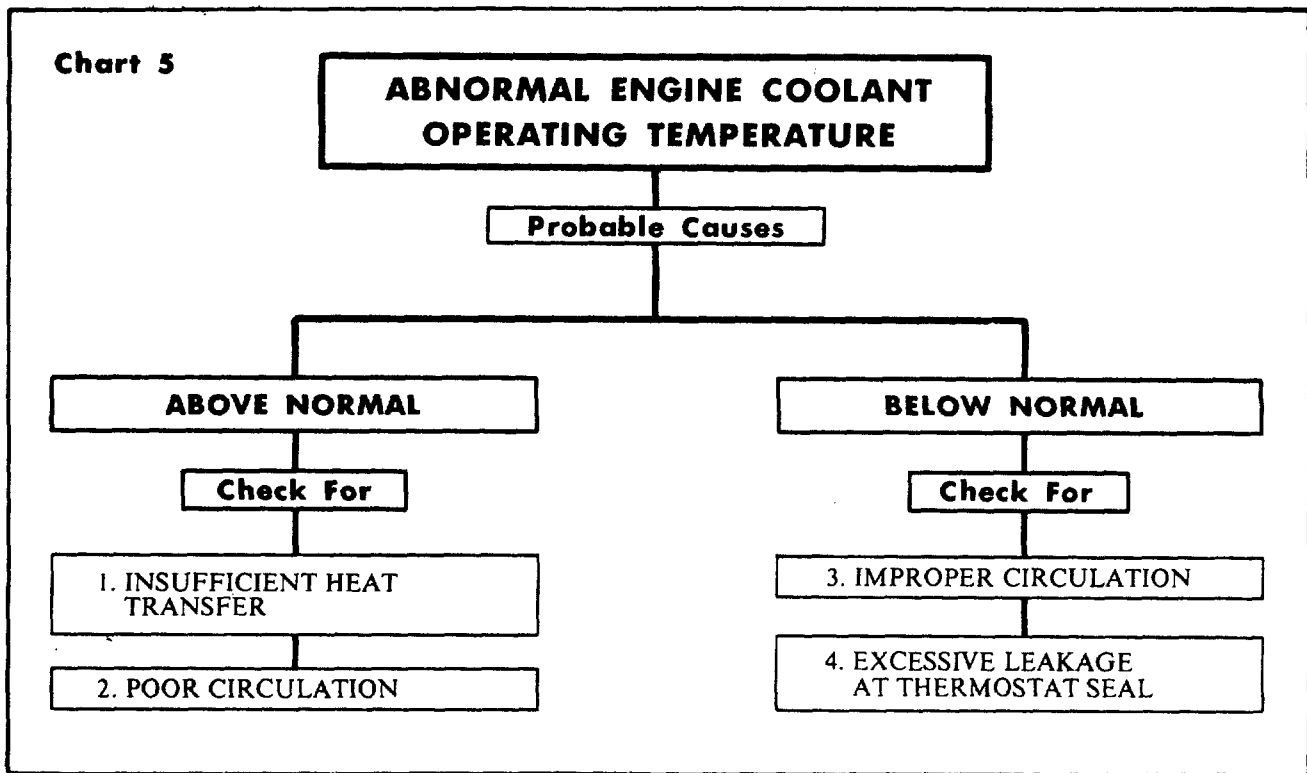 Chart 5
ABNORMAL ENGINE COOLANT
OPERATING TEMPERATURE
Probable Causes
ABOVE NORMAL
Check For
1. INSUFFICIENT HEAT
TRANSFER
2. POOR CIRCULATION
BELOW NORMAL
Check For
3. IMPROPER CIRCULATION
4. EXCESSIVE LEAKAGE
AT THERMOSTAT SEAL